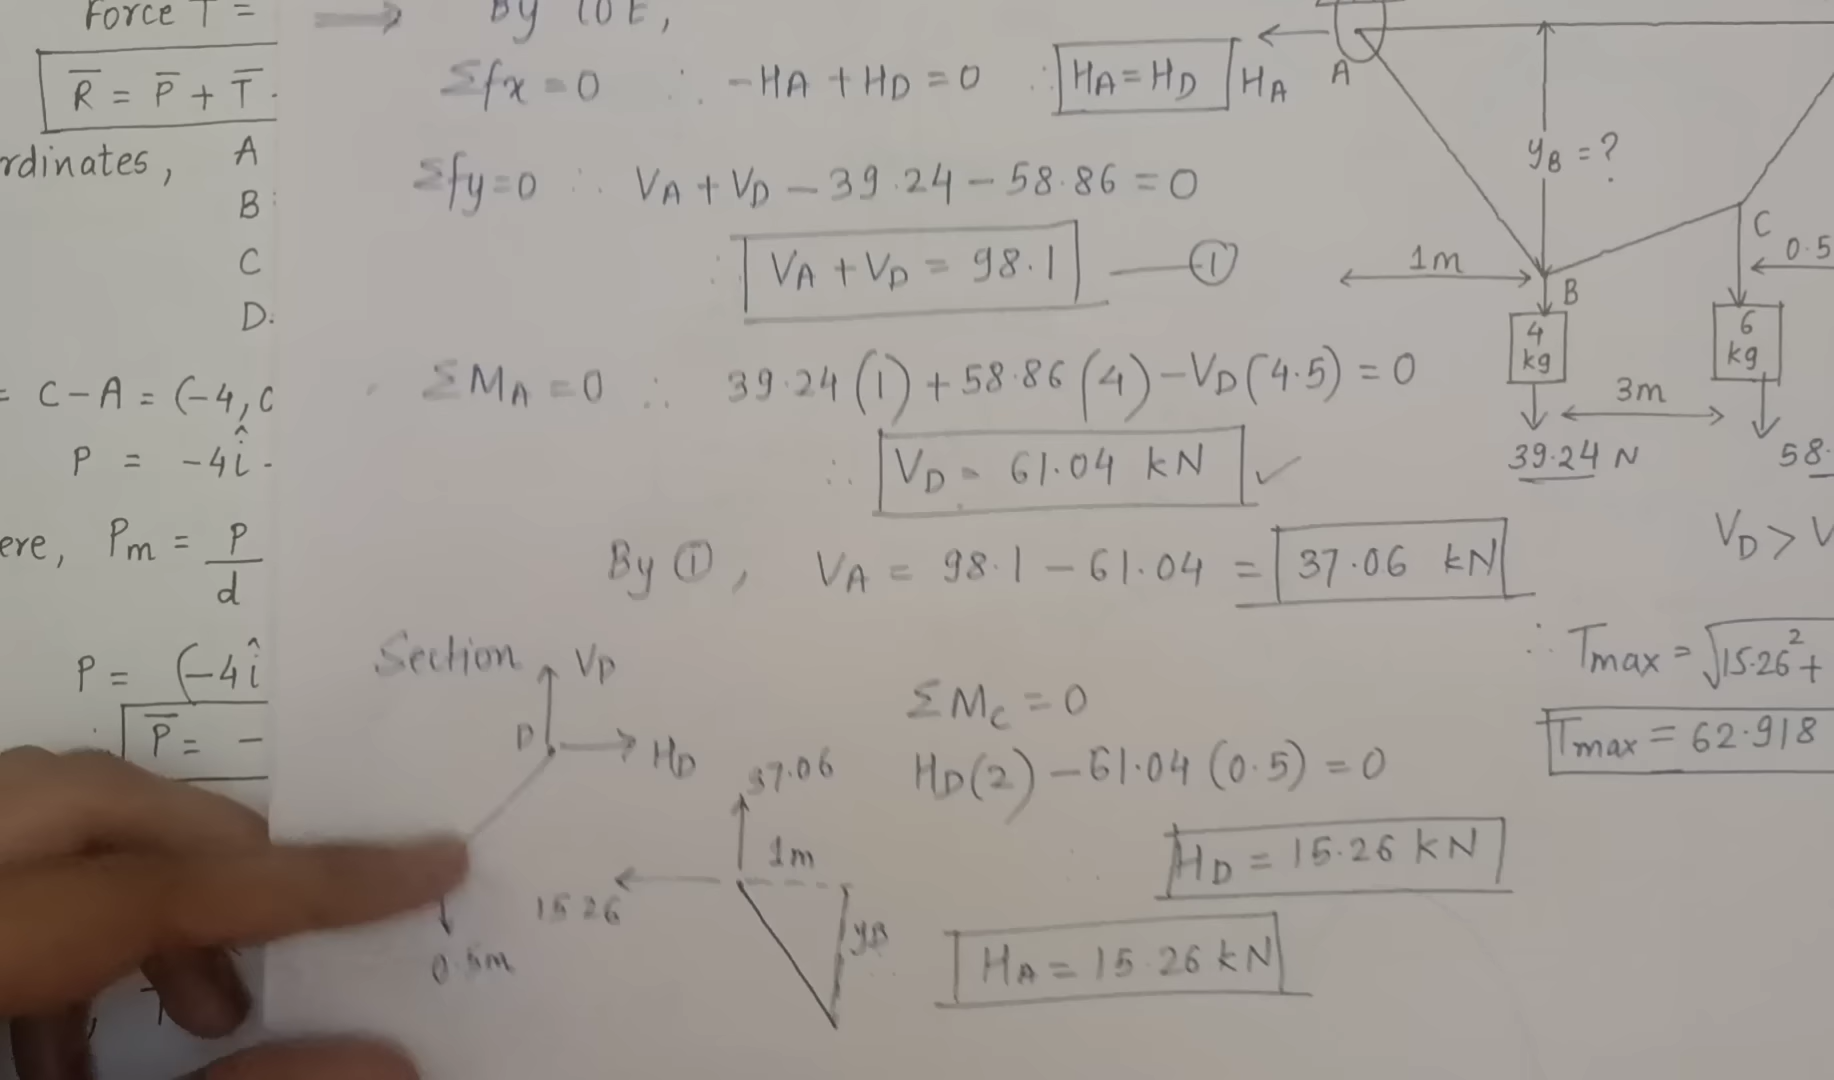 Force T =
R̅ = P̅ + T̅
rdinates, A
B:
C
D:
= C-A = (-4, 0
P = -4î -
ere, Pm = P/d
P = (-4î
P̅ = -
By COE,
Σfx = 0 ∴ -HA + HD = 0 ∴ HA = HD
Σfy = 0 ∴ VA + VD - 39.24 - 58.86 = 0
∴ VA + VD = 98.1 — ①
ΣMA = 0 ∴ 39.24 (1) + 58.86 (4) - VD (4.5) = 0
∴ VD = 61.04 kN ✓
By ①, VA = 98.1 - 61.04 = 37.06 kN
Section
VD
D
HD
0.5m
37.06
1m
15.26
yB
ΣMc = 0
HD(2) - 61.04 (0.5) = 0
HD = 15.26 kN
HA = 15.26 kN
HA
A
yB = ?
1m
B
C
0.5
4 kg
6 kg
3m
39.24 N
58.
VD > V
∴ Tmax = √15.26² +
Tmax = 62.918